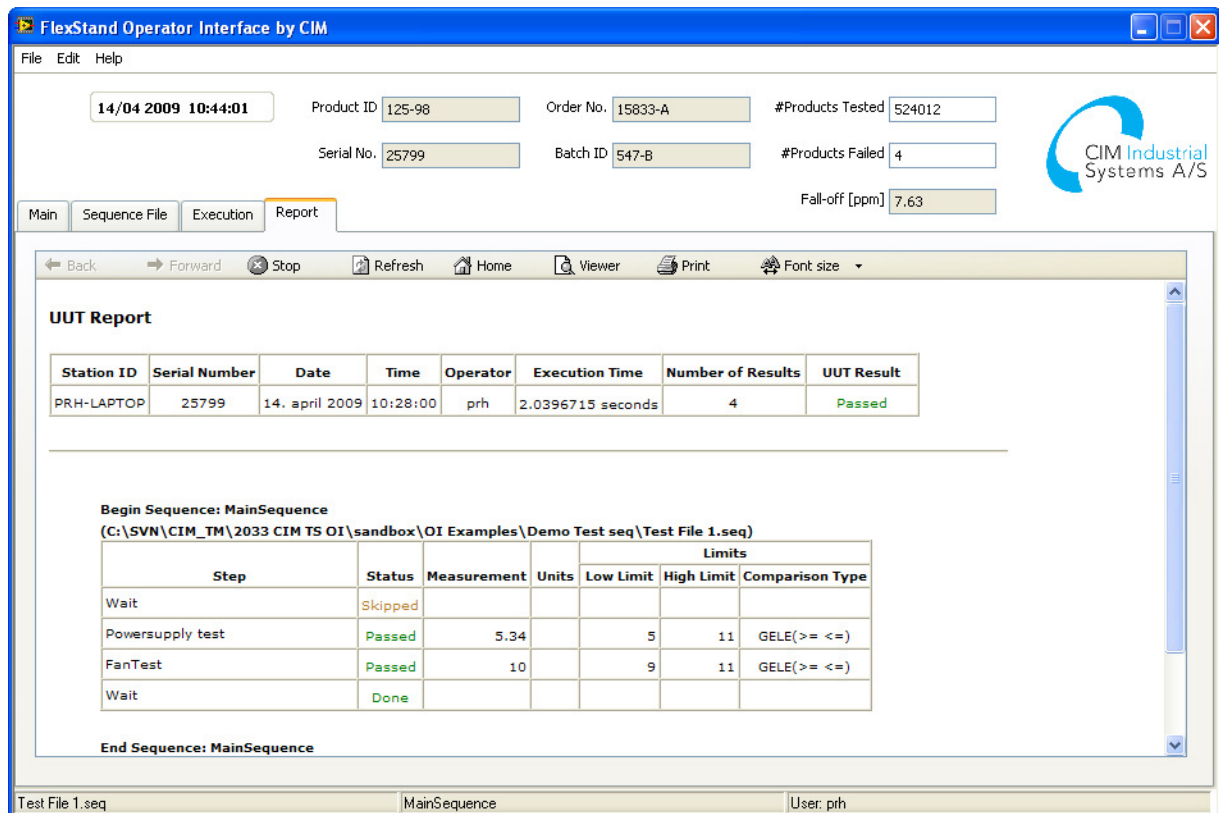 FlexStand Operator Interface by CIM
File Edit Help
14/04 2009 10:44:01 Product ID 125-98 Order No. 15833-A #Products Tested 524012
Serial No. 25799 Batch ID 547-B #Products Failed 4
CIM Industrial
Systems A/S
Fall-off [ppm] 7.63
Main Sequence File Execution Report
Back Forward Stop Refresh Home Viewer Print Font size
UUT Report
Station ID Serial Number Date Time Operator Execution Time Number of Results UUT Result
PRH-LAPTOP 25799 14. april 2009 10:28:00 prh 2.0396715 seconds 4 Passed
Begin Sequence: MainSequence
(C:\SVN\CIM_TM\2033 CIM TS OI\sandbox\OI Examples\Demo Test seq\Test File 1.seq)
Limits
Step Status Measurement Units Low Limit High Limit Comparison Type
Wait Skipped
Powersupply test Passed 5.34 5 11 GELE(>= <=)
FanTest Passed 10 9 11 GELE(>= <=)
Wait Done
End Sequence: MainSequence
Test File 1.seq MainSequence User: prh